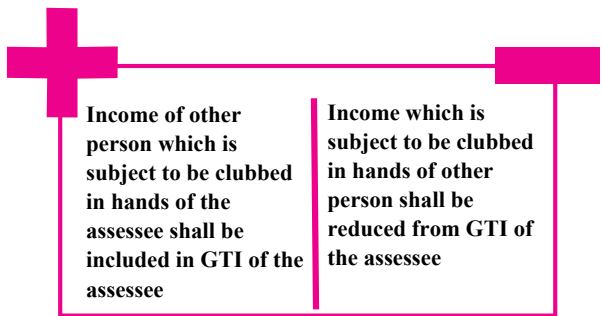 Income of other
person which is
subject to be clubbed
in hands of the
assessee shall be
included in GTI of the
assessee
Income which is
subject to be clubbed
in hands of other
person shall be
reduced from GTI of
the assessee